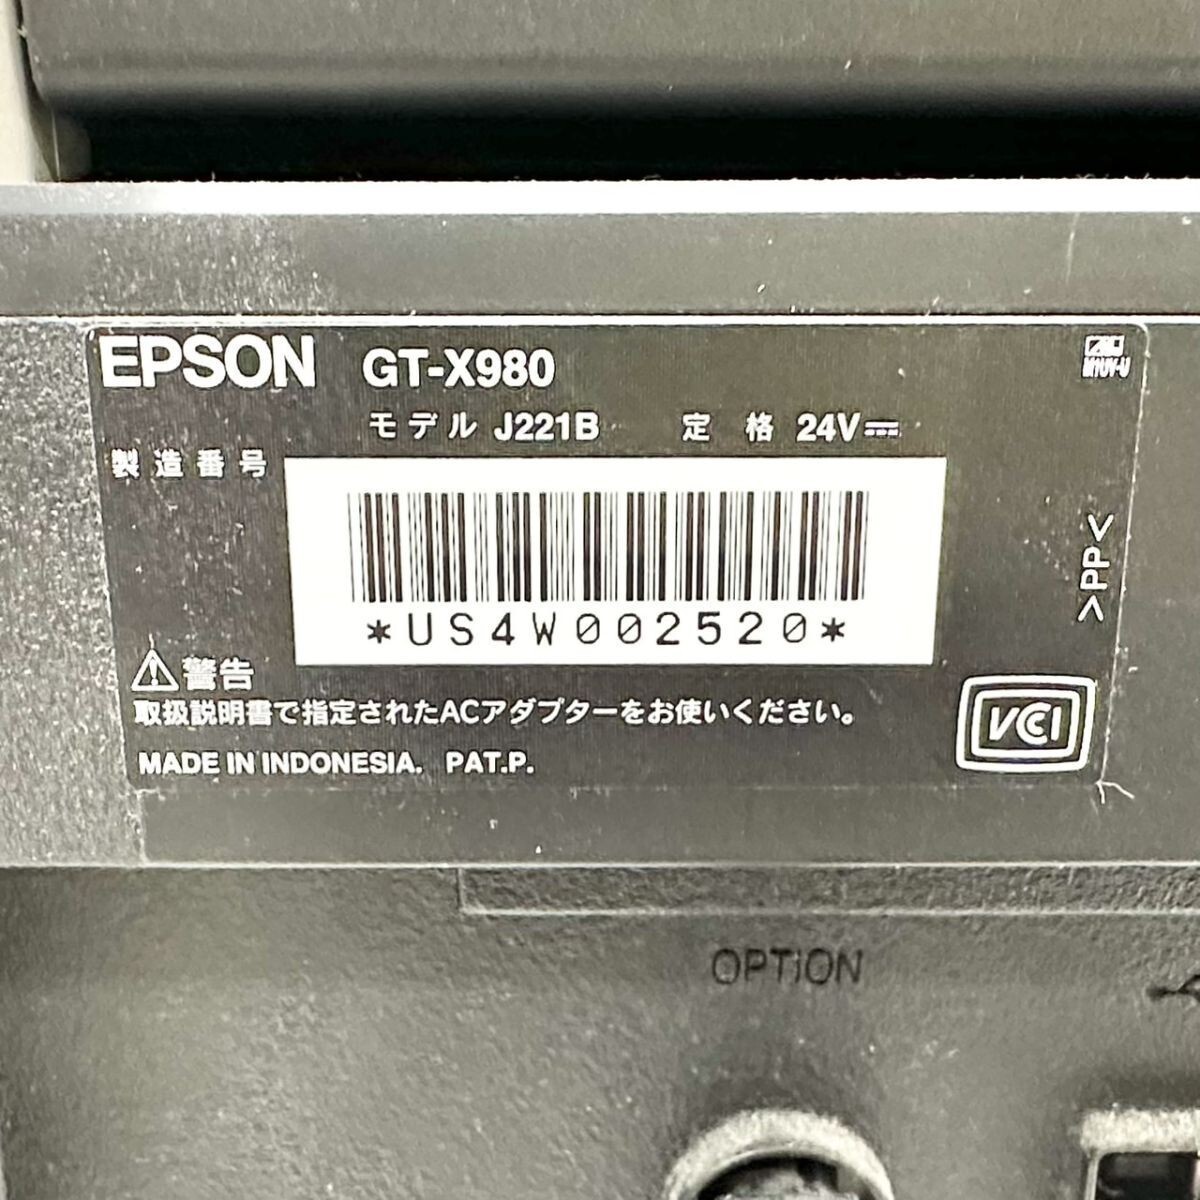 EPSON GT-X980
モデル J221B 定格 24V
製造番号
*US4W002520*
>PP<
警告
取扱説明書で指定されたACアダプターをお使いください。
MADE IN INDONESIA. PAT.P.
VCCI
OPTION